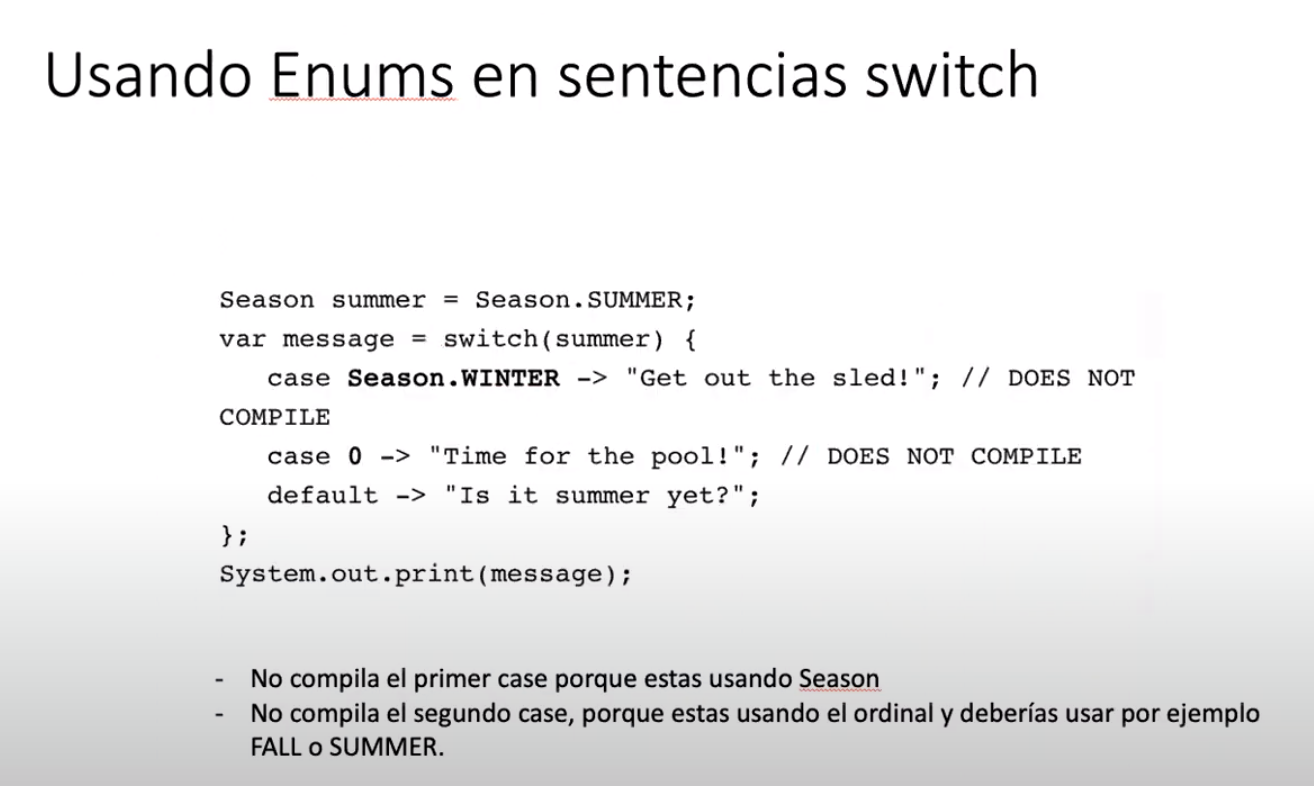 Usando Enums en sentencias switch
Season summer = Season.SUMMER;
var message = switch(summer) {
case Season.WINTER -> "Get out the sled!"; // DOES NOT
COMPILE
case 0 -> "Time for the pool!"; // DOES NOT COMPILE
default -> "Is it summer yet?";
};
System.out.print(message);
- No compila el primer case porque estas usando Season
- No compila el segundo case, porque estas usando el ordinal y deberías usar por ejemplo
FALL o SUMMER.